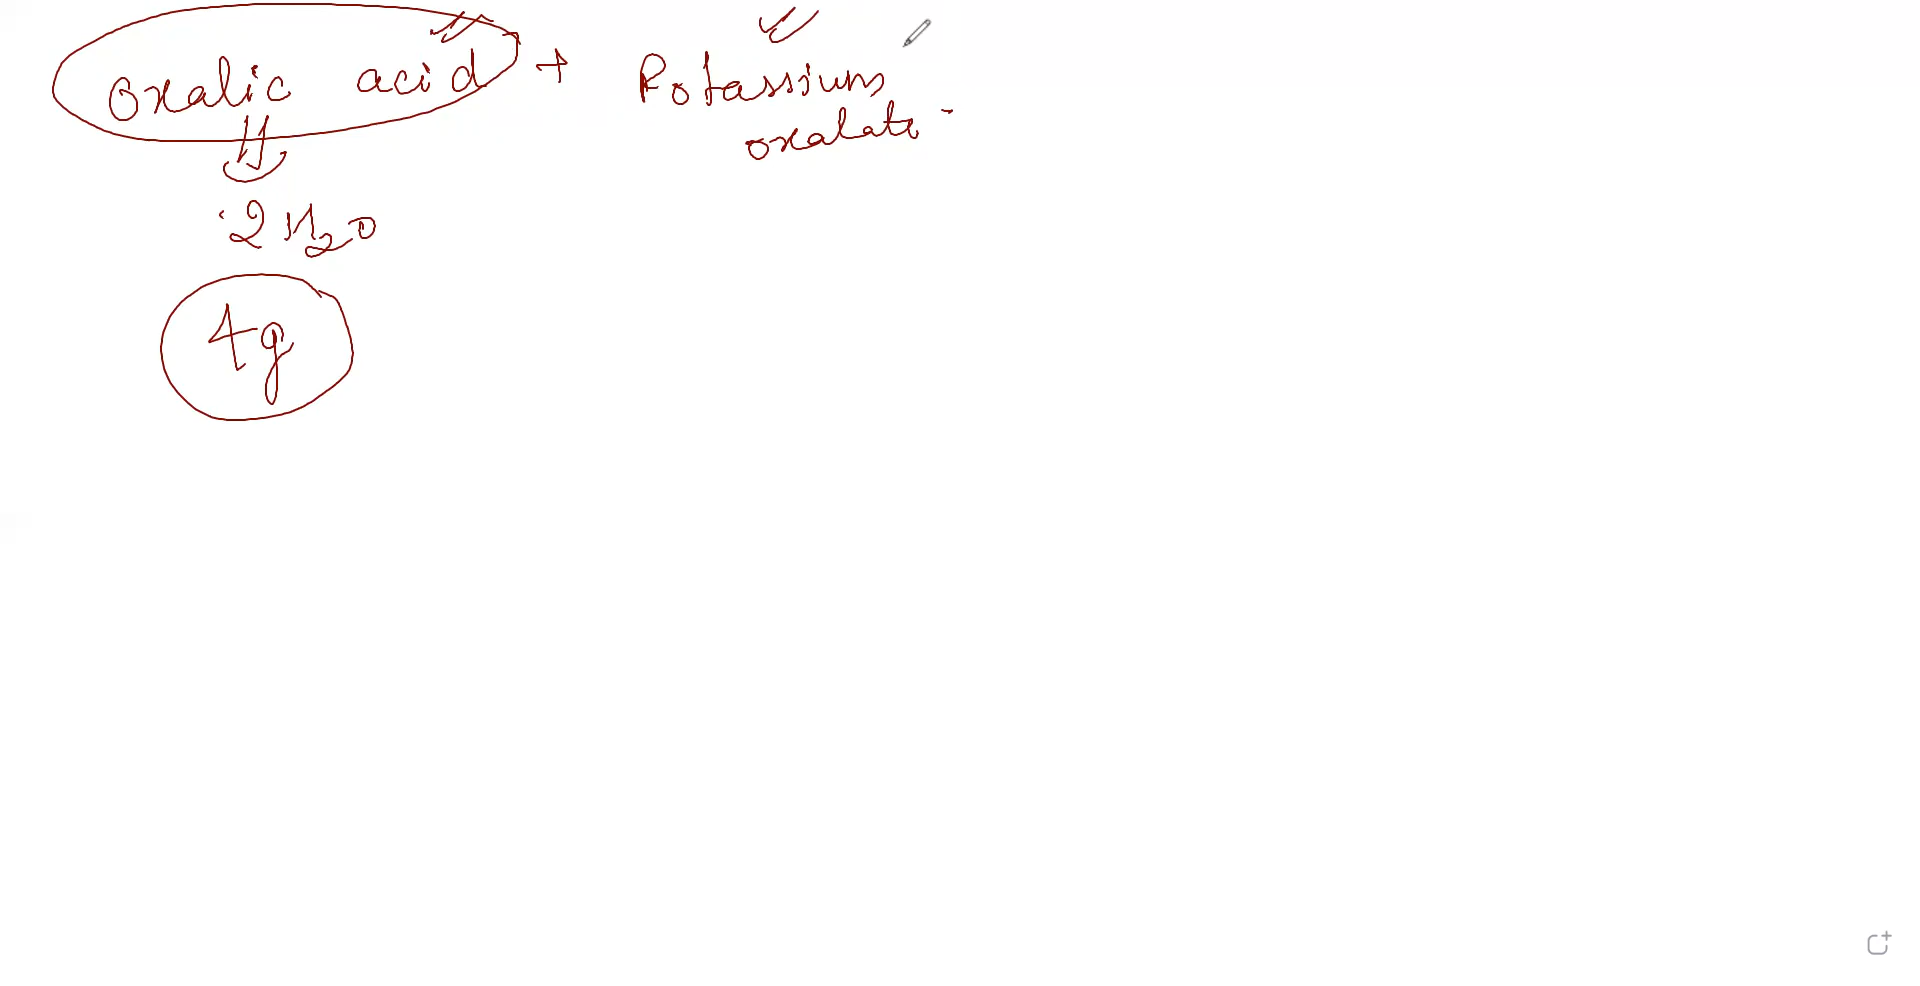 Oxalic acid + Potassium
oxalate
.2H₂O
4g